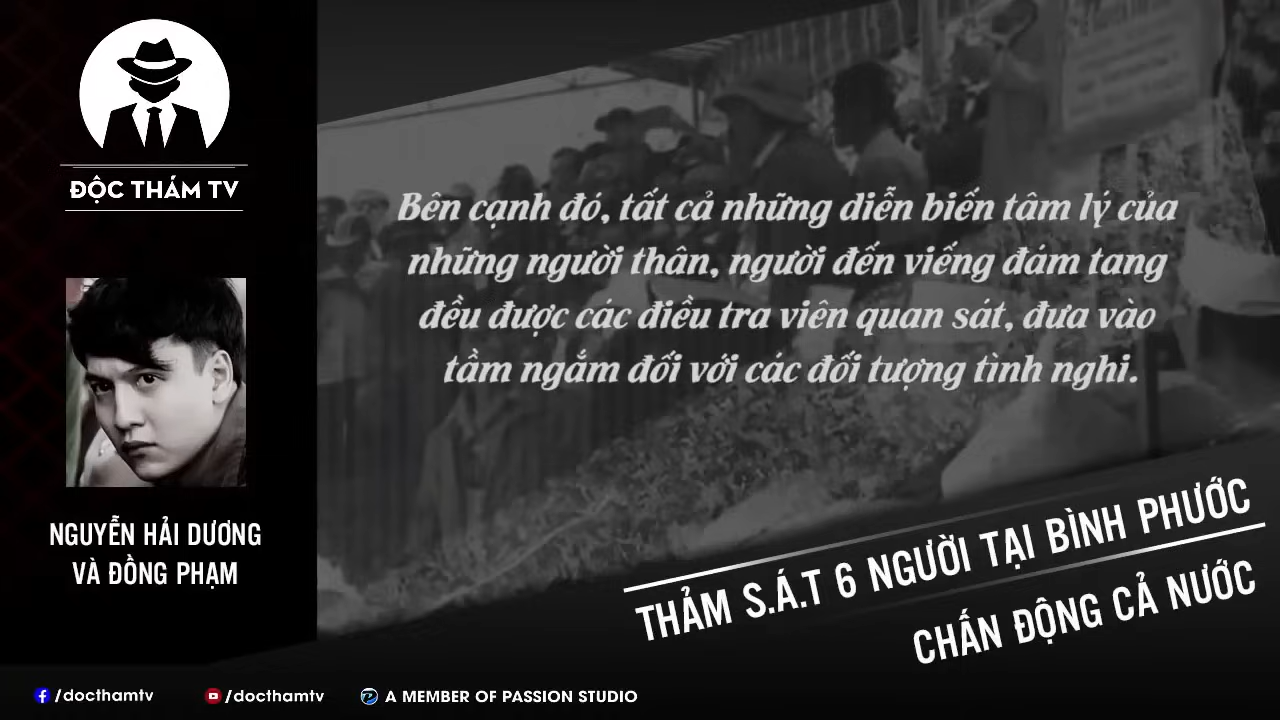 ĐỘC THÁM TV
Bên cạnh đó, tất cả những diễn biến tâm lý của
những người thân, người đến viếng đám tang
đều được các điều tra viên quan sát, đưa vào
tầm ngắm đối với các đối tượng tình nghi.
NGUYỄN HẢI DƯƠNG
VÀ ĐỒNG PHẠM
THẢM S.Á.T 6 NGƯỜI TẠI BÌNH PHƯỚC
CHẤN ĐỘNG CẢ NƯỚC
/docthamtv
/docthamtv
A MEMBER OF PASSION STUDIO